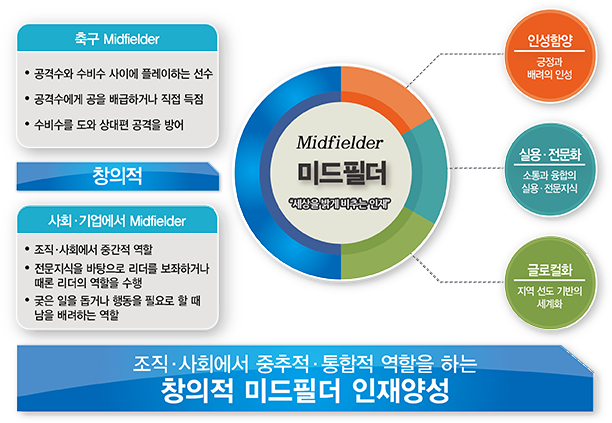 축구 Midfielder
• 공격수와 수비수 사이에 플레이하는 선수
• 공격수에게 공을 배급하거나 직접 득점
• 수비수를 도와 상대편 공격을 방어
창의적
사회·기업에서 Midfielder
• 조직·사회에서 중간적 역할
• 전문지식을 바탕으로 리더를 보좌하거나
때론 리더의 역할을 수행
• 궂은 일을 돕거나 행동을 필요로 할 때
남을 배려하는 역할
Midfielder
미드필더
"세상을 밝게 비추는 인재"
인성함양
긍정과
배려의 인성
실용·전문화
소통과 융합의
실용·전문지식
글로컬화
지역 선도 기반의
세계화
조직·사회에서 중추적·통합적 역할을 하는
창의적 미드필더 인재양성